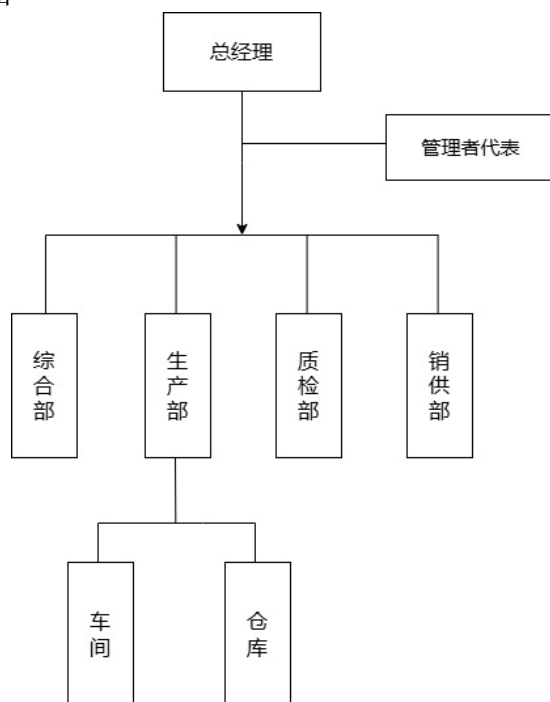 总经理
管理者代表
综合部
生产部
质检部
销供部
车间
仓库